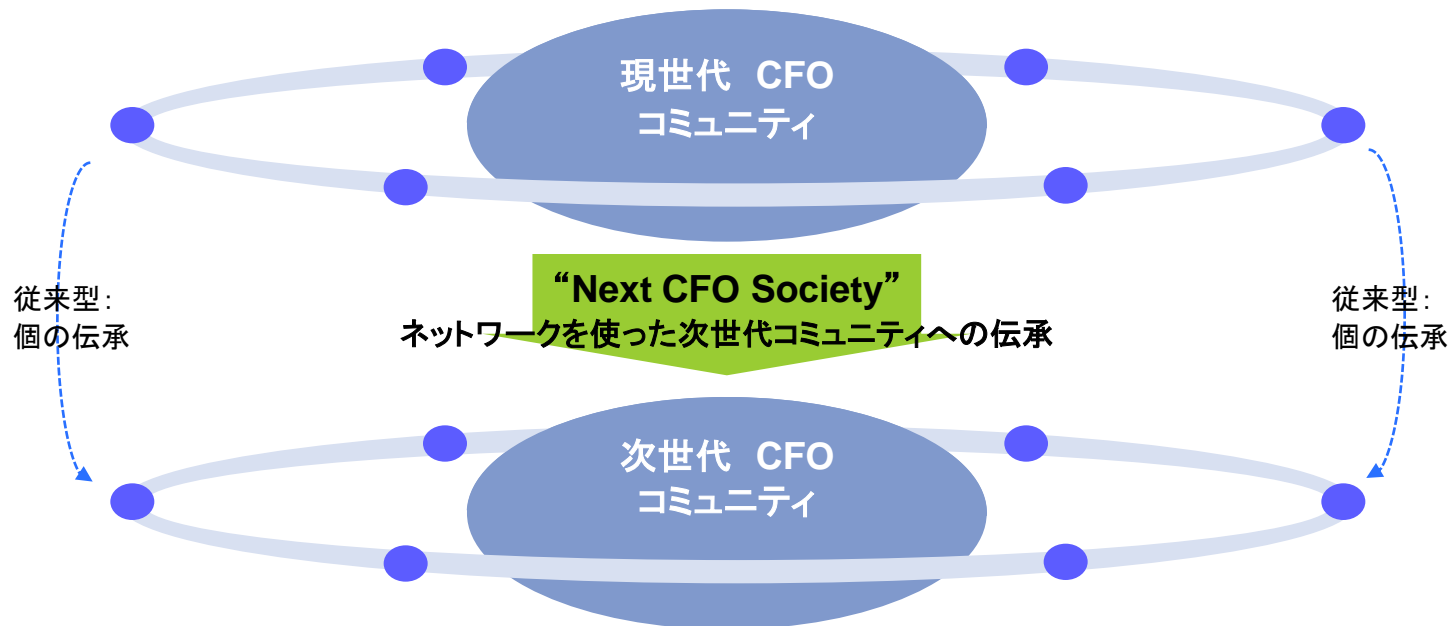 現世代　CFO
コミュニティ
“Next CFO Society”
ネットワークを使った次世代コミュニティへの伝承
従来型：
個の伝承
従来型：
個の伝承
次世代　CFO
コミュニティ